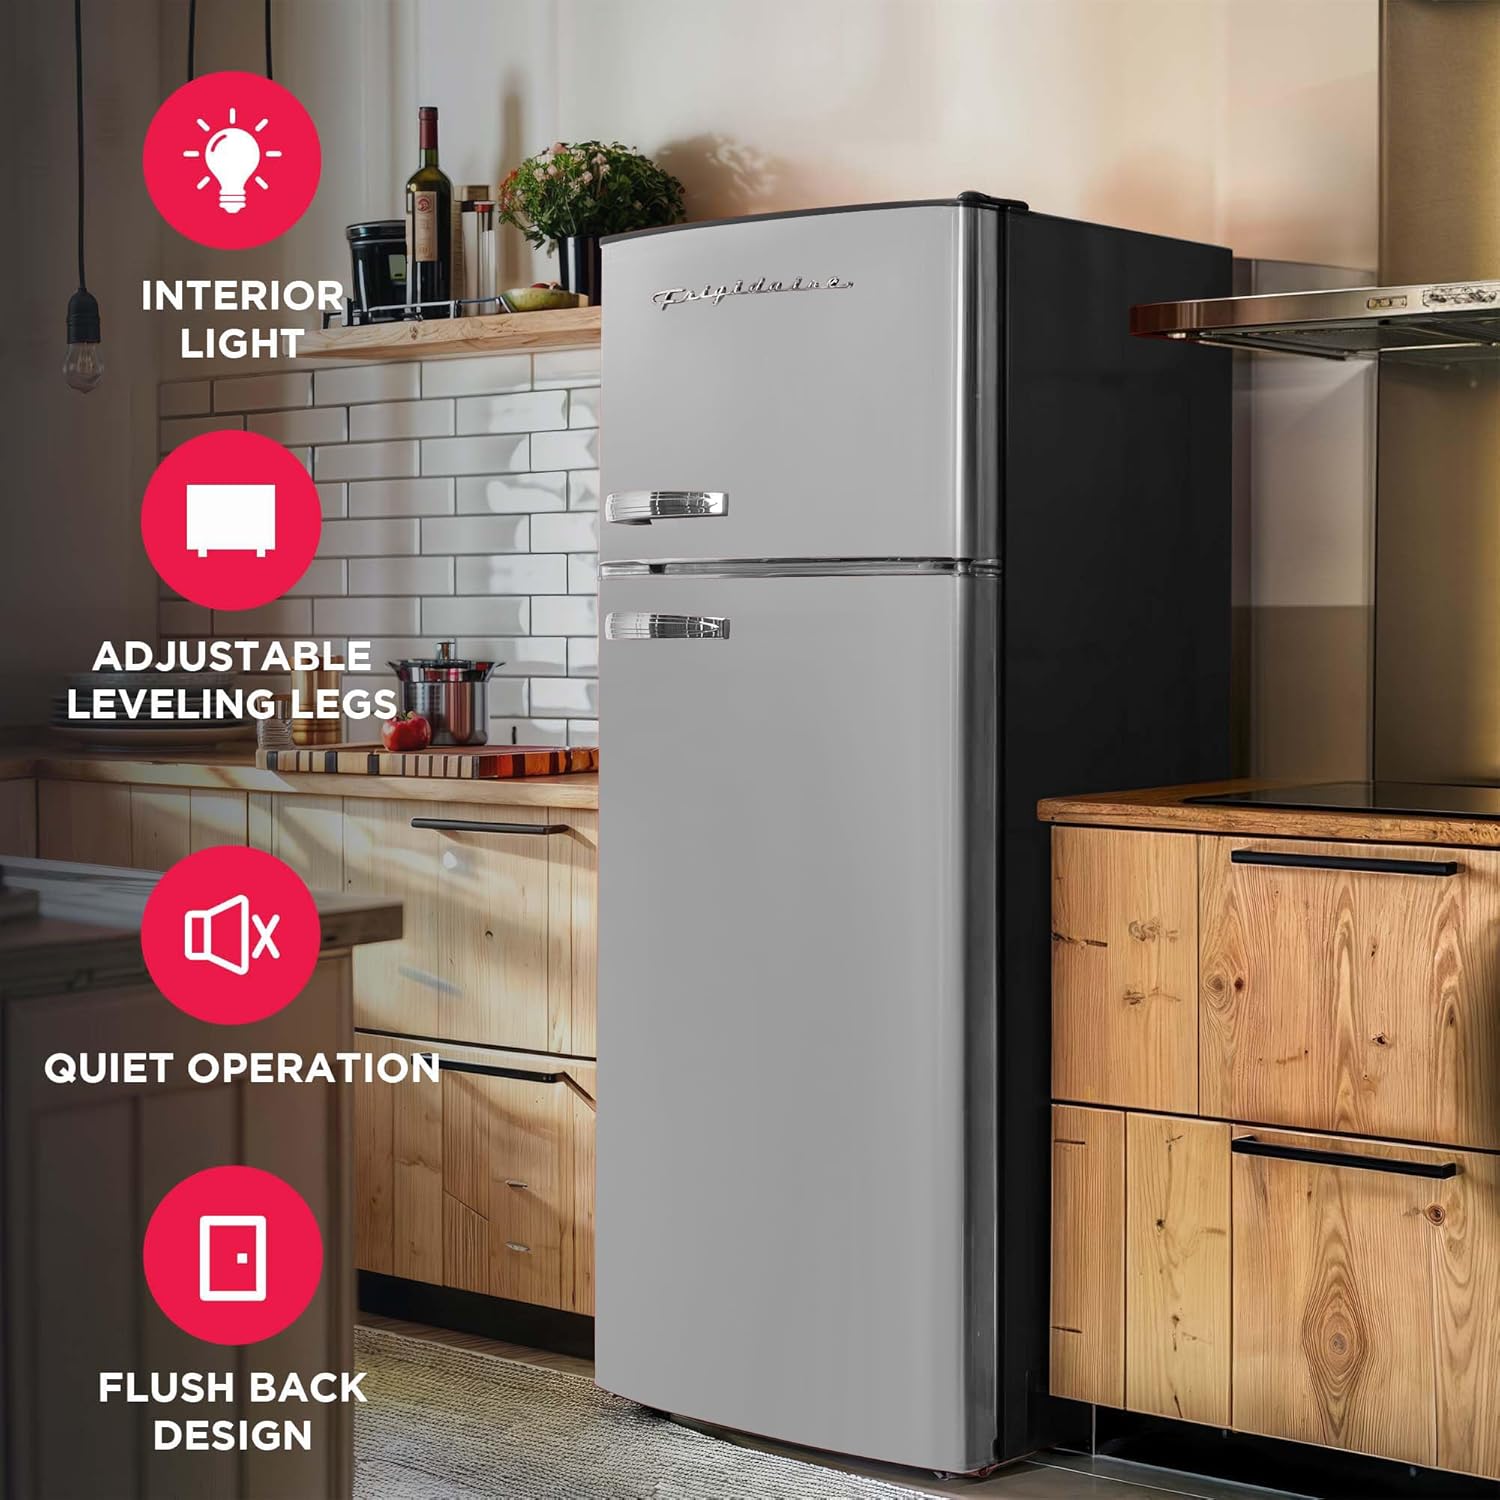 INTERIOR
LIGHT
Frigidaire
ADJUSTABLE
LEVELING LEGS
QUIET OPERATION
FLUSH BACK
DESIGN